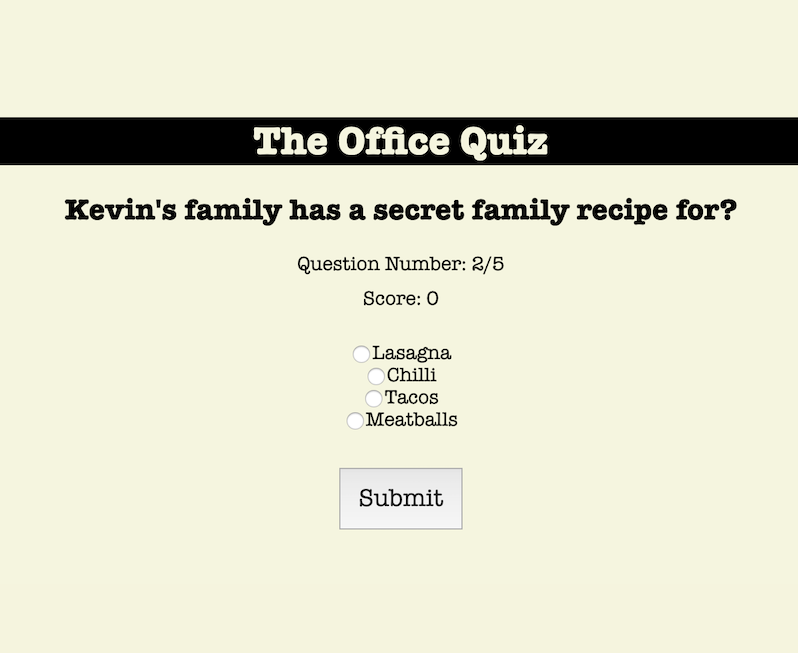 The Office Quiz
Kevin's family has a secret family recipe for?
Question Number: 2/5
Score: 0
Lasagna
Chilli
Tacos
Meatballs
Submit